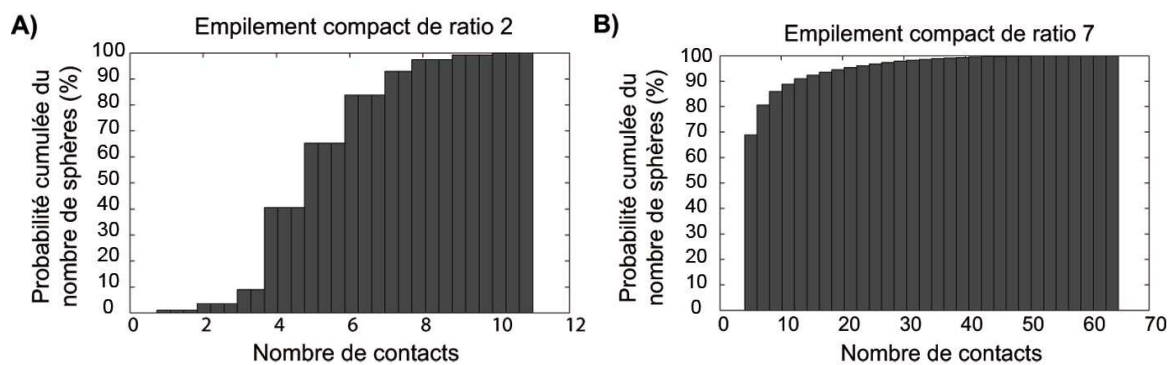 A)
Empilement compact de ratio 2
Probabilité cumulée du
nombre de sphères (%)
100
90
80
70
60
50
40
30
20
10
0
0 2 4 6 8 10 12
Nombre de contacts
B)
Empilement compact de ratio 7
Probabilité cumulée du
nombre de sphères (%)
100
90
80
70
60
50
40
30
20
10
0
0 10 20 30 40 50 60 70
Nombre de contacts